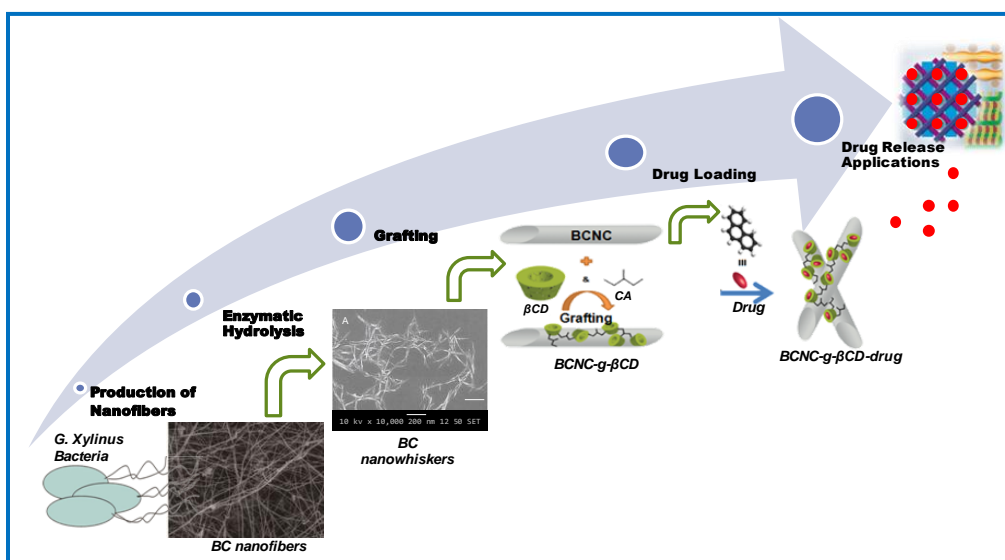 Drug Release
Applications
Drug Loading
Grafting
BCNC
&
βCD
CA
Grafting
BCNC-g-βCD
Drug
BCNC-g-βCD-drug
Enzymatic
Hydrolysis
A
10 kv x 10,000 200 nm 12 50 SET
BC
nanowhiskers
Production of
Nanofibers
G. Xylinus
Bacteria
BC nanofibers